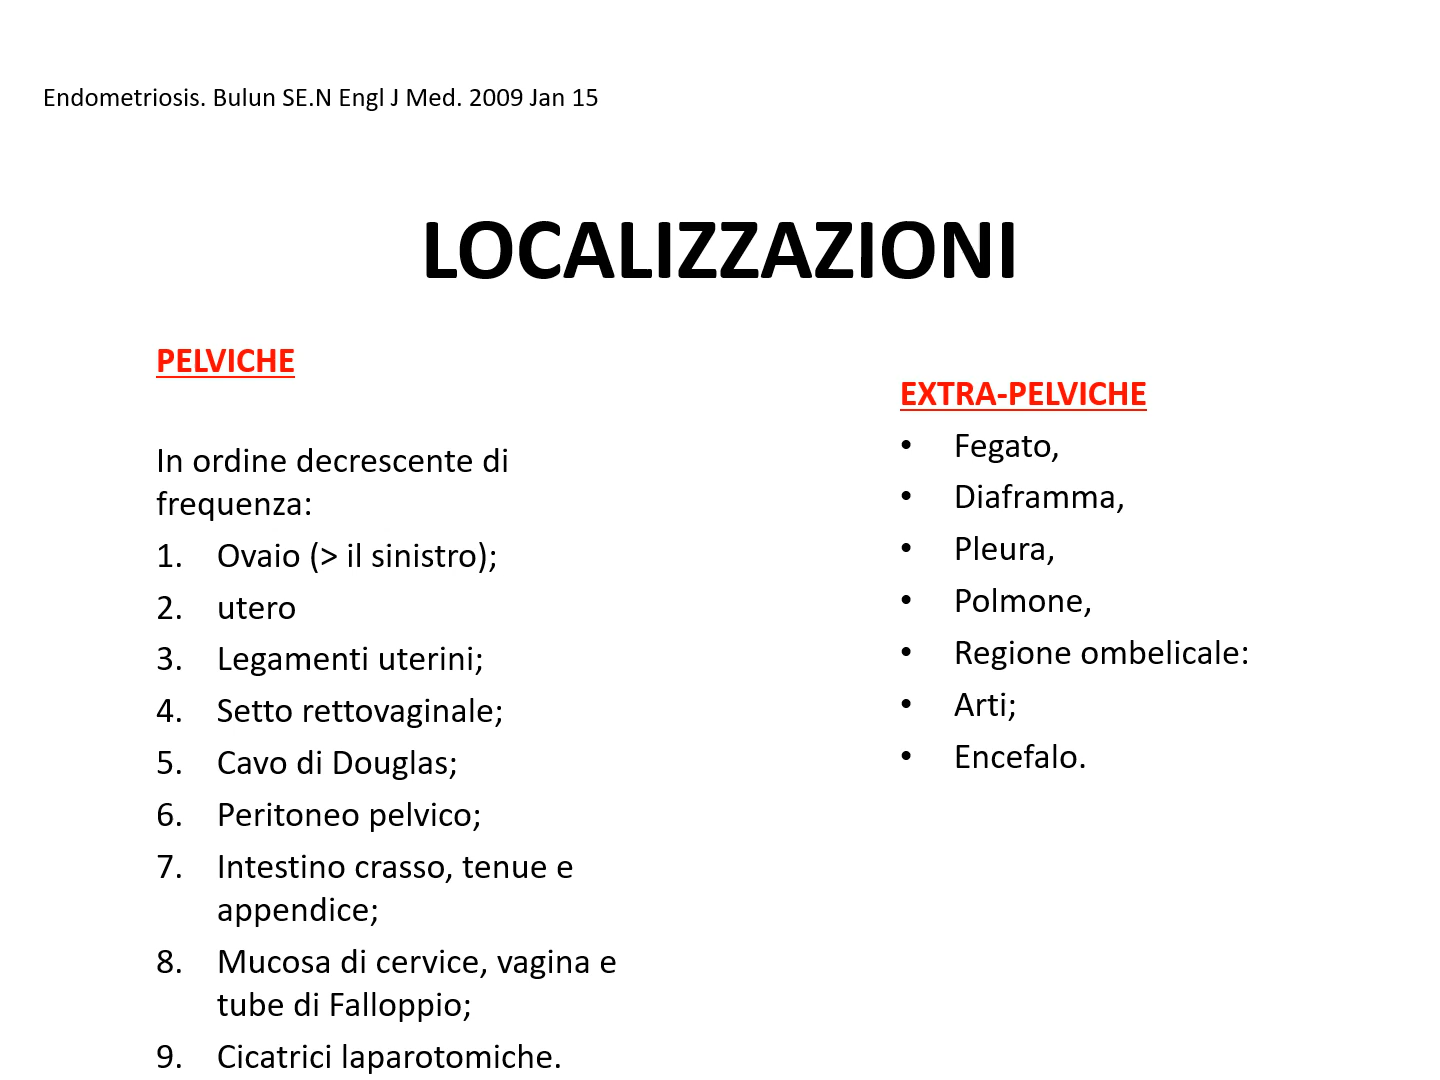 Endometriosis. Bulun SE.N Engl J Med. 2009 Jan 15
LOCALIZZAZIONI
PELVICHE
In ordine decrescente di
frequenza:
1. Ovaio (> il sinistro);
2. utero
3. Legamenti uterini;
4. Setto rettovaginale;
5. Cavo di Douglas;
6. Peritoneo pelvico;
7. Intestino crasso, tenue e
appendice;
8. Mucosa di cervice, vagina e
tube di Falloppio;
9. Cicatrici laparotomiche.
EXTRA-PELVICHE
• Fegato,
• Diaframma,
• Pleura,
• Polmone,
• Regione ombelicale:
• Arti;
• Encefalo.